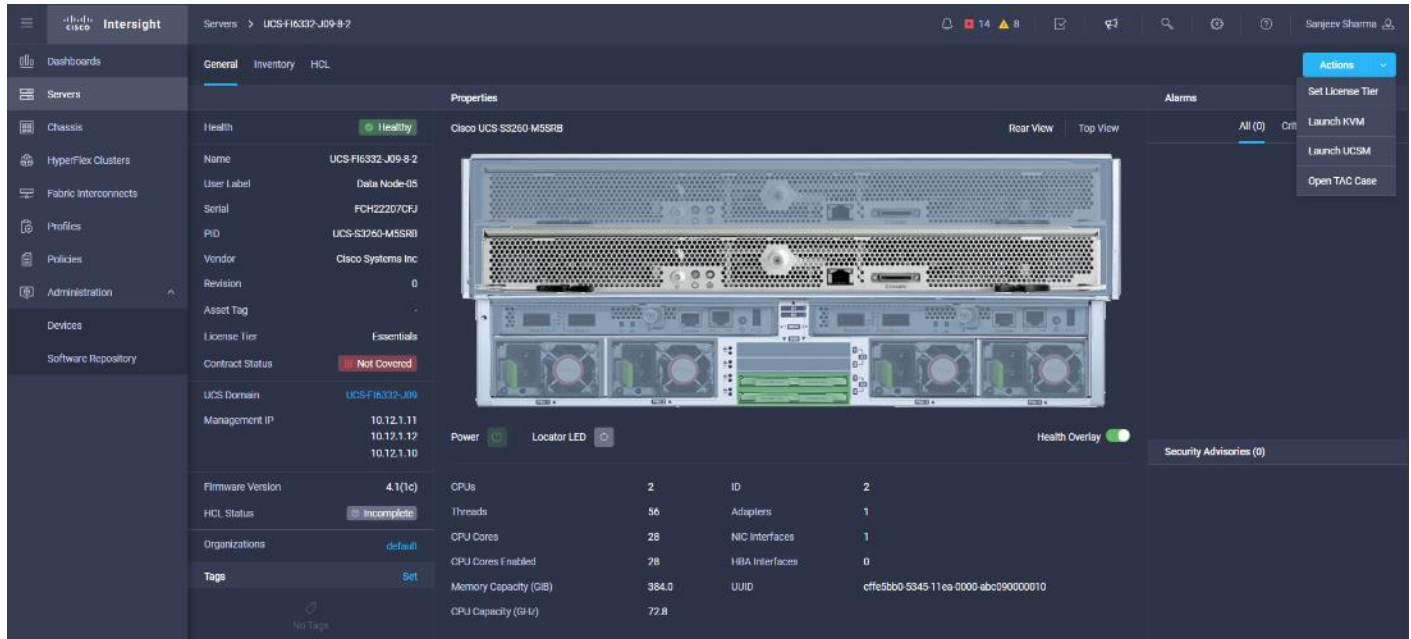 cisco Intersight
Servers > UCS-FI6332-J09-8-2
14 8
Sanjeev Sharma
Dashboards
Servers
Chassis
HyperFlex Clusters
Fabric Interconnects
Profiles
Policies
Administration
Devices
Software Repository
General Inventory HCL
Actions
Set License Tier
Launch KVM
Launch UCSM
Open TAC Case
Health Healthy
Name UCS-FI6332-J09-8-2
User Label Data Node-05
Serial FCH22207CFJ
PID UCS-S3260-M5SRB
Vendor Cisco Systems Inc
Revision 0
Asset Tag -
License Tier Essentials
Contract Status Not Covered
UCS Domain UCS-FI6332-J09
Management IP 10.12.1.11
10.12.1.12
10.12.1.10
Firmware Version 4.1(1c)
HCL Status Incomplete
Organizations default
Tags Set
No Tags
Properties
Cisco UCS-S3260-M5SRB
Rear View Top View
Power Locator LED
Health Overlay
CPUs 2 ID 2
Threads 56 Adapters 1
CPU Cores 28 NIC Interfaces 1
CPU Cores Enabled 28 HBA Interfaces 0
Memory Capacity (GiB) 384.0 UUID cffe5bb0-5345-11ea-0000-abc090000010
CPU Capacity (GHz) 72.8
Alarms
All (0)
Security Advisories (0)